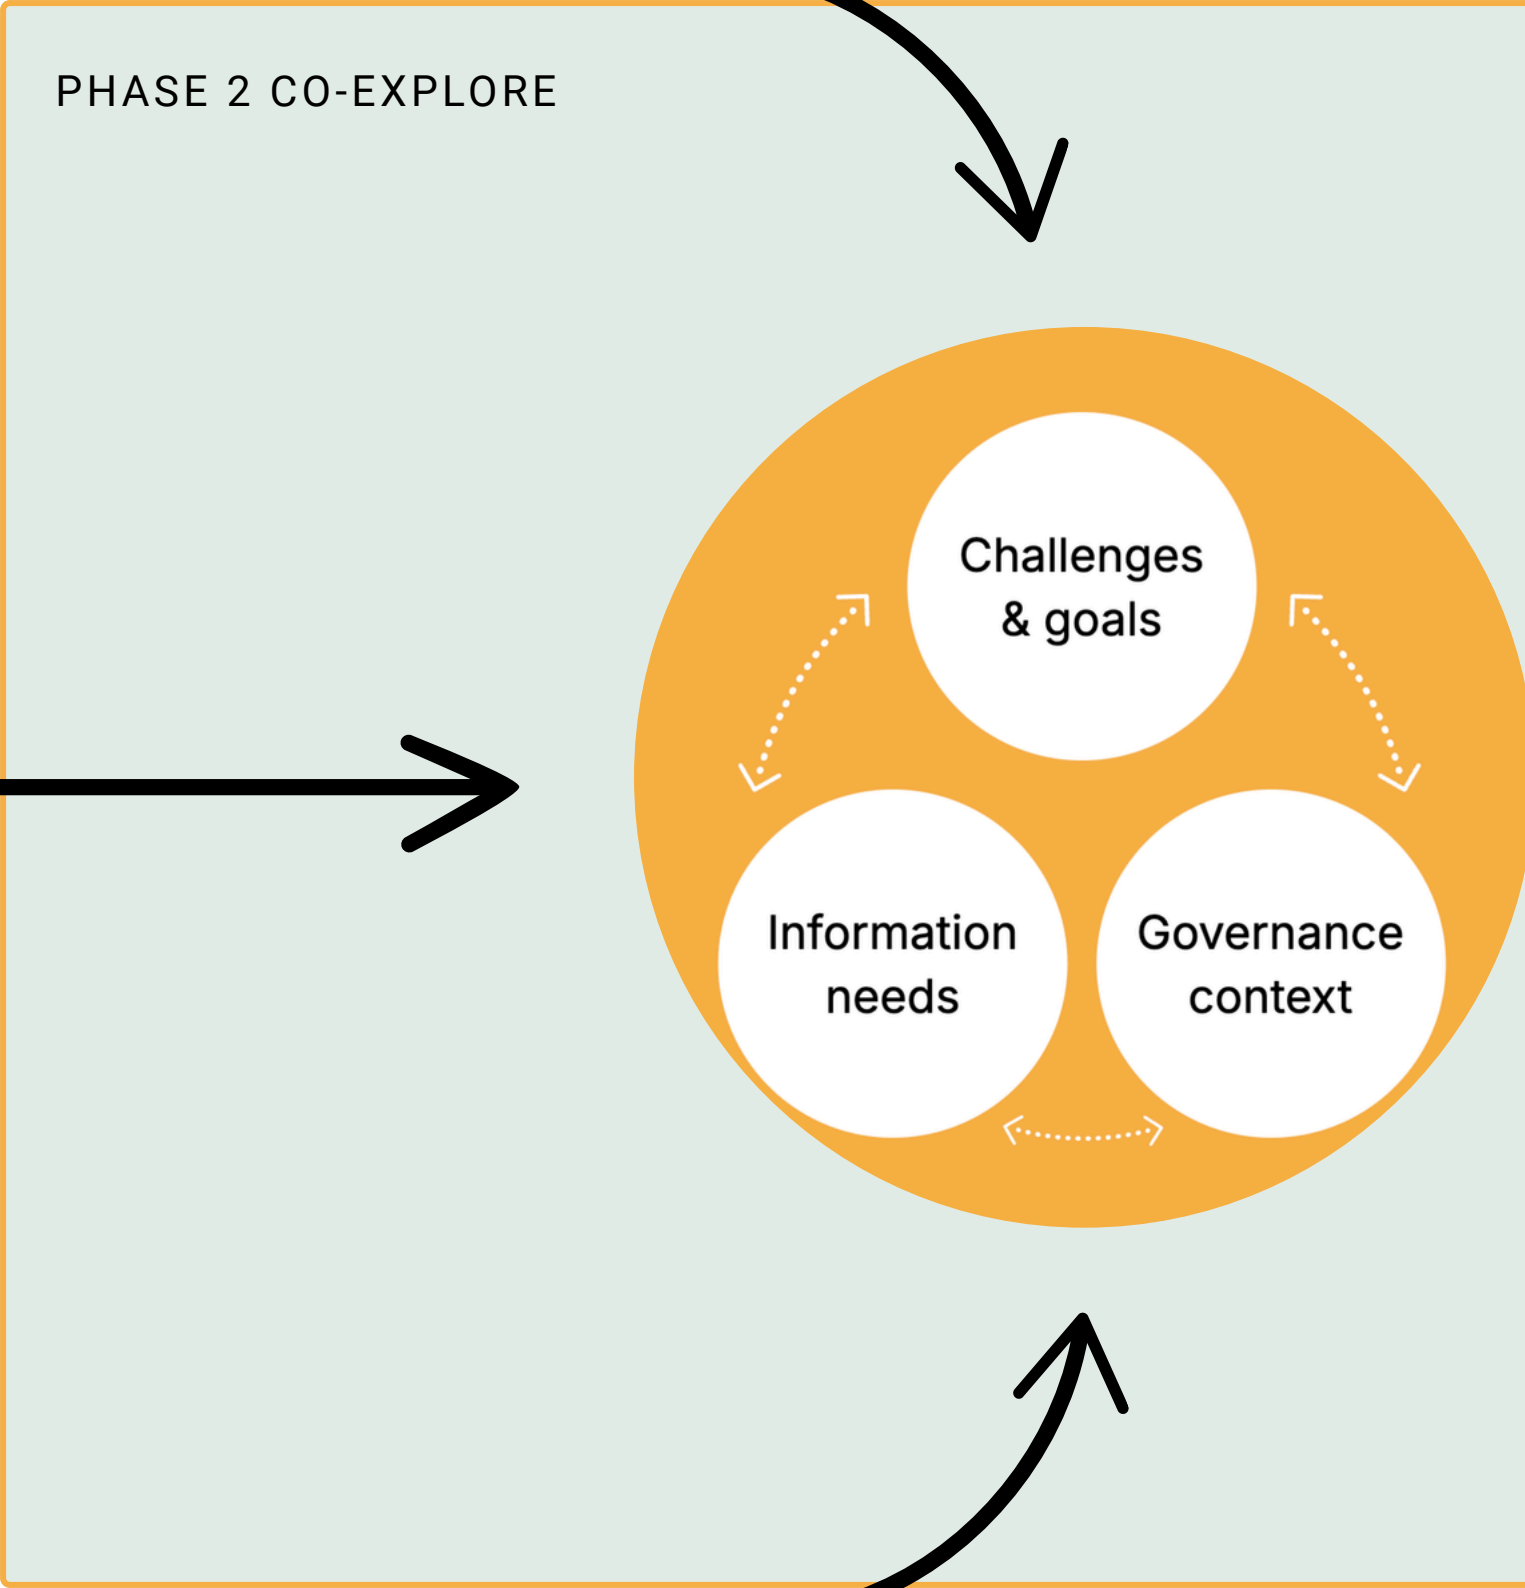 PHASE 2 CO-EXPLORE
Challenges
& goals
Information
needs
Governance
context